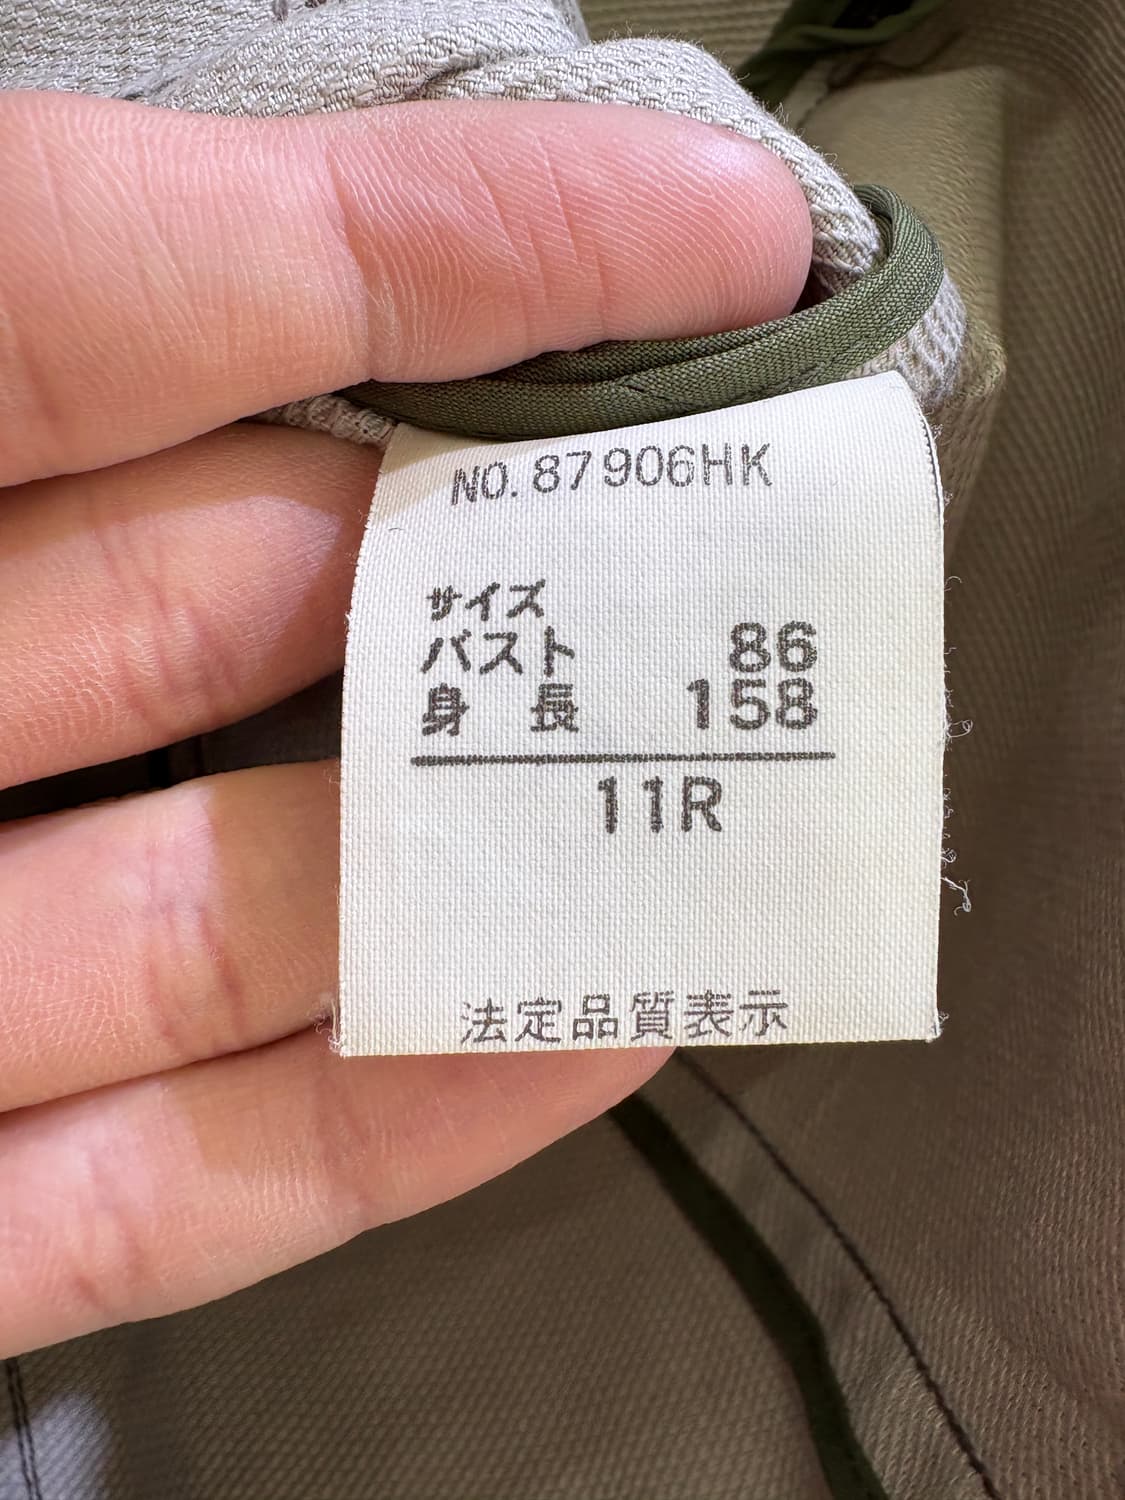 NO. 87906HK
サイズ
バスト 86
身 長 158
11R
法定品質表示